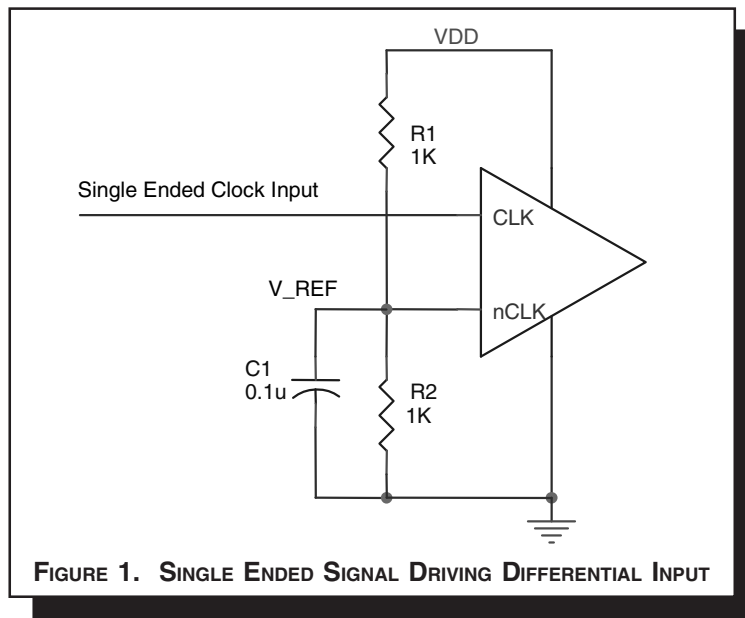 VDD
R1
1K
Single Ended Clock Input
CLK
V_REF
nCLK
C1
0.1u
R2
1K
FIGURE 1. SINGLE ENDED SIGNAL DRIVING DIFFERENTIAL INPUT